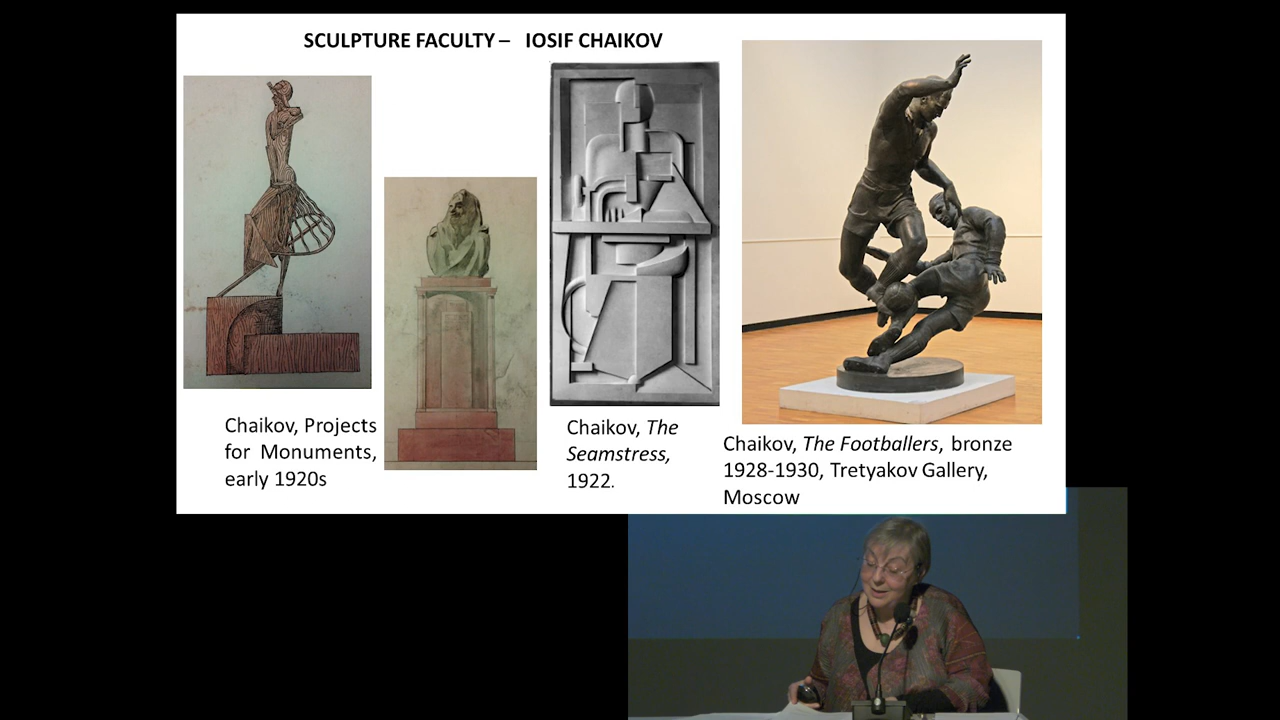 SCULPTURE FACULTY – IOSIF CHAIKOV
Chaikov, Projects
for Monuments,
early 1920s
Chaikov, The
Seamstress,
1922.
Chaikov, The Footballers, bronze
1928-1930, Tretyakov Gallery,
Moscow